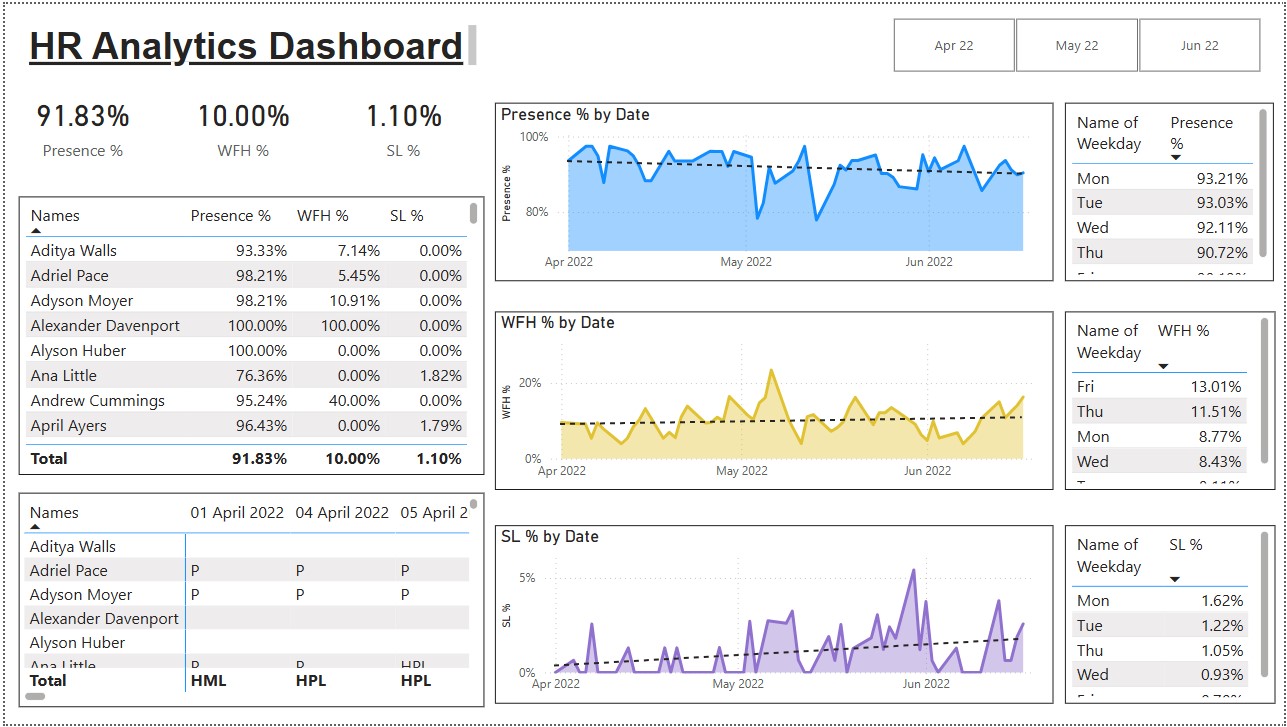 HR Analytics Dashboard
Apr 22 May 22 Jun 22
91.83% 10.00% 1.10%
Presence % WFH % SL %
Names Presence % WFH % SL %
Aditya Walls 93.33% 7.14% 0.00%
Adriel Pace 98.21% 5.45% 0.00%
Adyson Moyer 98.21% 10.91% 0.00%
Alexander Davenport 100.00% 100.00% 0.00%
Alyson Huber 100.00% 0.00% 0.00%
Ana Little 76.36% 0.00% 1.82%
Andrew Cummings 95.24% 40.00% 0.00%
April Ayers 96.43% 0.00% 1.79%
Total 91.83% 10.00% 1.10%
Names 01 April 2022 04 April 2022 05 April 2
Aditya Walls
Adriel Pace P P P
Adyson Moyer P P P
Alexander Davenport
Alyson Huber
Ana Little P P HPL
Total HML HPL HPL
Presence % by Date
Presence %
100%
80%
Apr 2022 May 2022 Jun 2022
Name of Presence
Weekday %
Mon 93.21%
Tue 93.03%
Wed 92.11%
Thu 90.72%
WFH % by Date
WFH %
20%
0%
Apr 2022 May 2022 Jun 2022
Name of WFH %
Weekday
Fri 13.01%
Thu 11.51%
Mon 8.77%
Wed 8.43%
SL % by Date
SL %
5%
0%
Apr 2022 May 2022 Jun 2022
Name of SL %
Weekday
Mon 1.62%
Tue 1.22%
Thu 1.05%
Wed 0.93%